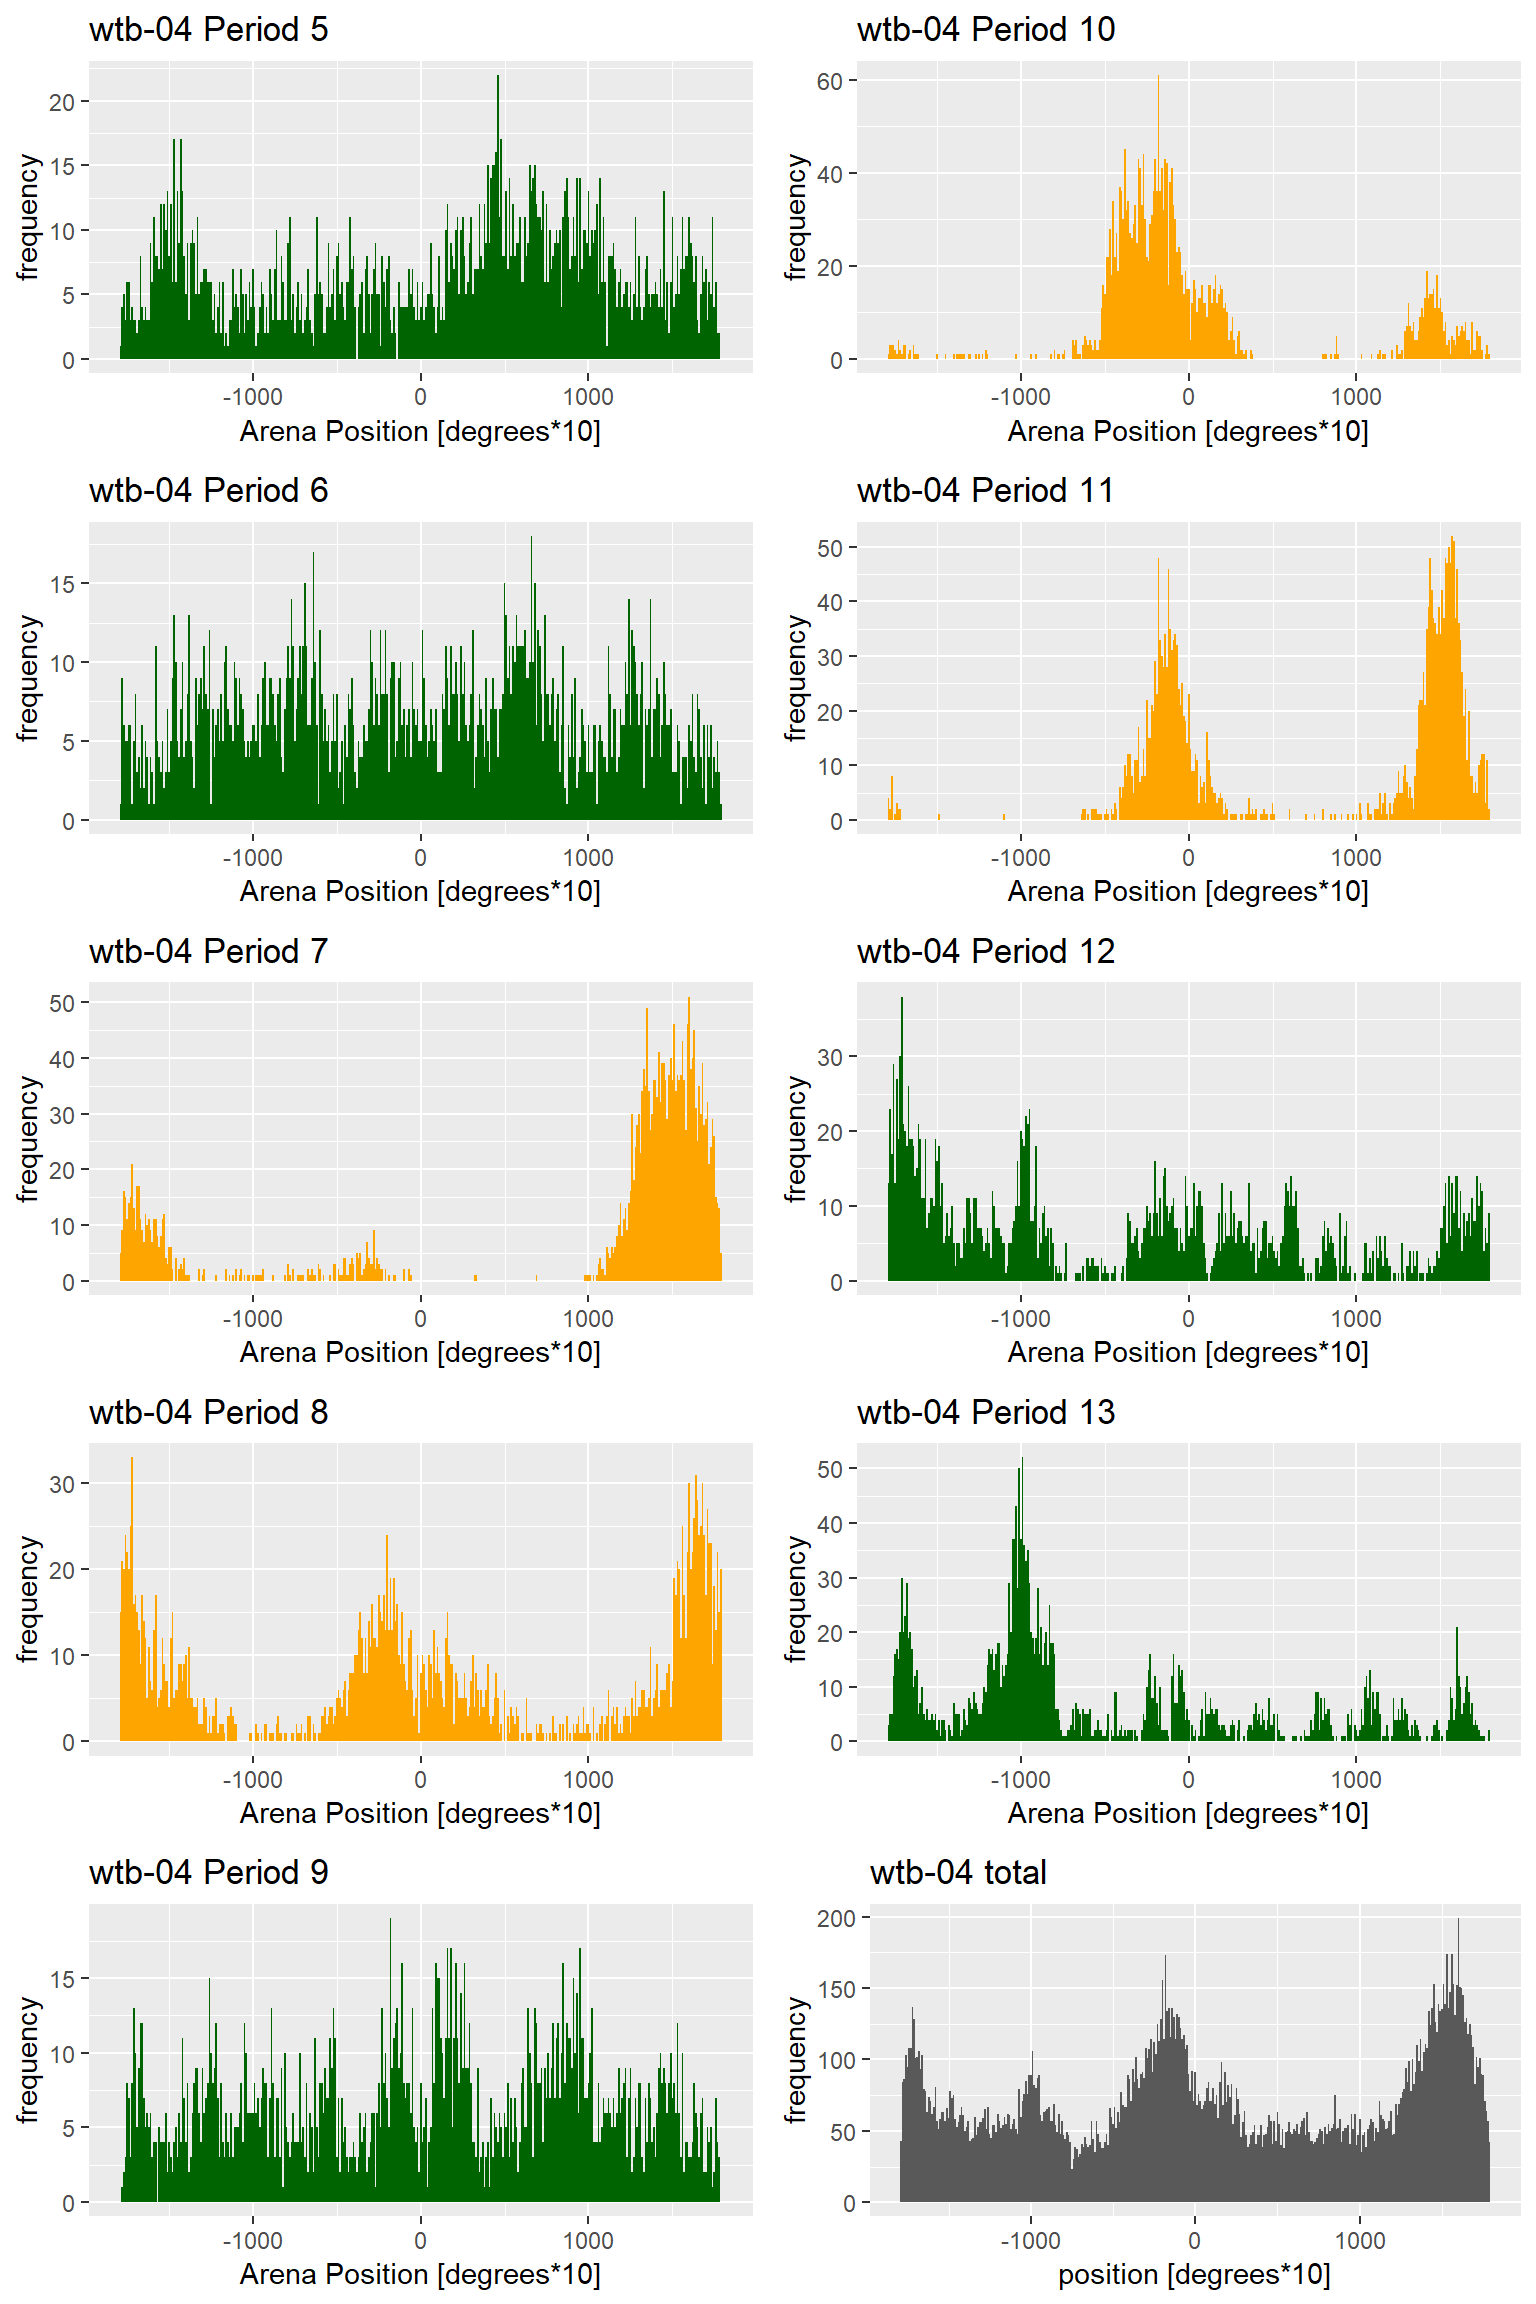 wtb-04 Period 5
20
15
10
5
0
frequency
-1000 0 1000
Arena Position [degrees*10]
wtb-04 Period 10
60
40
20
0
frequency
-1000 0 1000
Arena Position [degrees*10]
wtb-04 Period 6
15
10
5
0
frequency
-1000 0 1000
Arena Position [degrees*10]
wtb-04 Period 11
50
40
30
20
10
0
frequency
-1000 0 1000
Arena Position [degrees*10]
wtb-04 Period 7
50
40
30
20
10
0
frequency
-1000 0 1000
Arena Position [degrees*10]
wtb-04 Period 12
30
20
10
0
frequency
-1000 0 1000
Arena Position [degrees*10]
wtb-04 Period 8
30
20
10
0
frequency
-1000 0 1000
Arena Position [degrees*10]
wtb-04 Period 13
50
40
30
20
10
0
frequency
-1000 0 1000
Arena Position [degrees*10]
wtb-04 Period 9
15
10
5
0
frequency
-1000 0 1000
Arena Position [degrees*10]
wtb-04 total
200
150
100
50
0
frequency
-1000 0 1000
position [degrees*10]